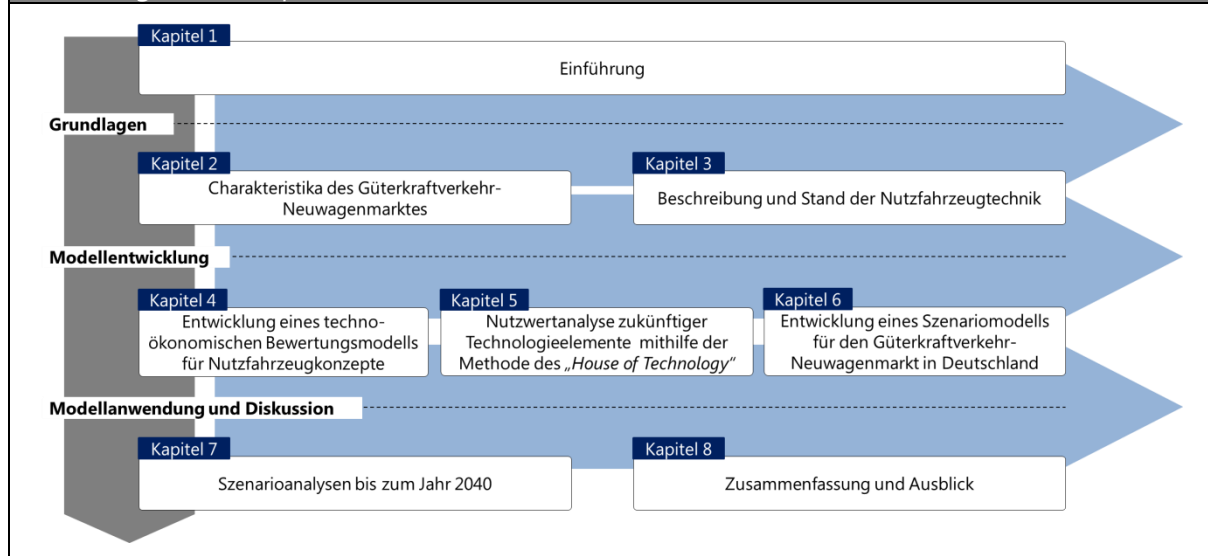 Kapitel 1
Einführung
Grundlagen
Kapitel 2
Charakteristika des Güterkraftverkehr-
Neuwagenmarktes
Kapitel 3
Beschreibung und Stand der Nutzfahrzeugtechnik
Modellentwicklung
Kapitel 4
Entwicklung eines techno-
ökonomischen Bewertungsmodells
für Nutzfahrzeugkonzepte
Kapitel 5
Nutzwertanalyse zukünftiger
Technologieelemente mithilfe der
Methode des „House of Technology“
Kapitel 6
Entwicklung eines Szenariomodells
für den Güterkraftverkehr-
Neuwagenmarkt in Deutschland
Modellanwendung und Diskussion
Kapitel 7
Szenarioanalysen bis zum Jahr 2040
Kapitel 8
Zusammenfassung und Ausblick